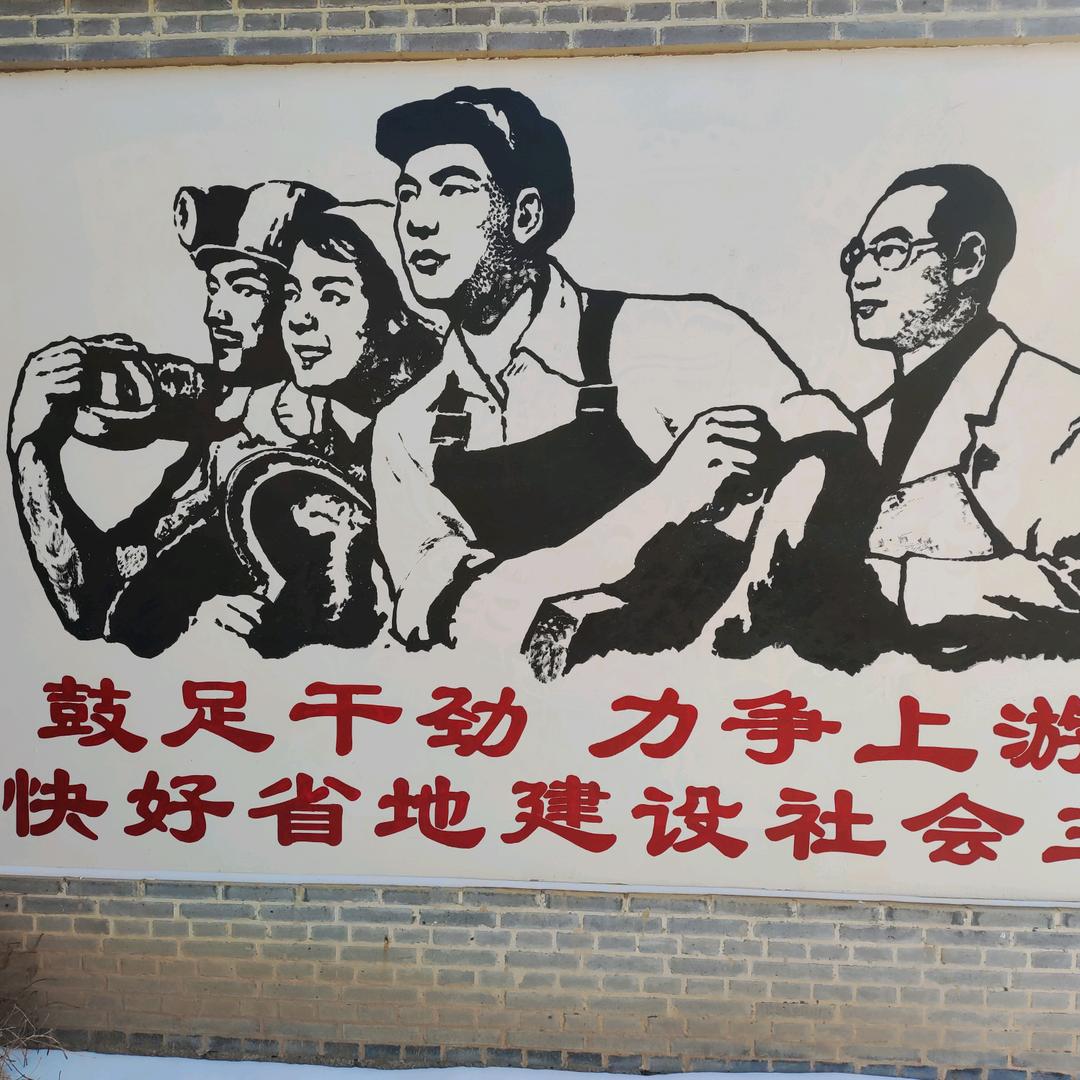 鼓足干劲 力争上游
快好省地建设社会